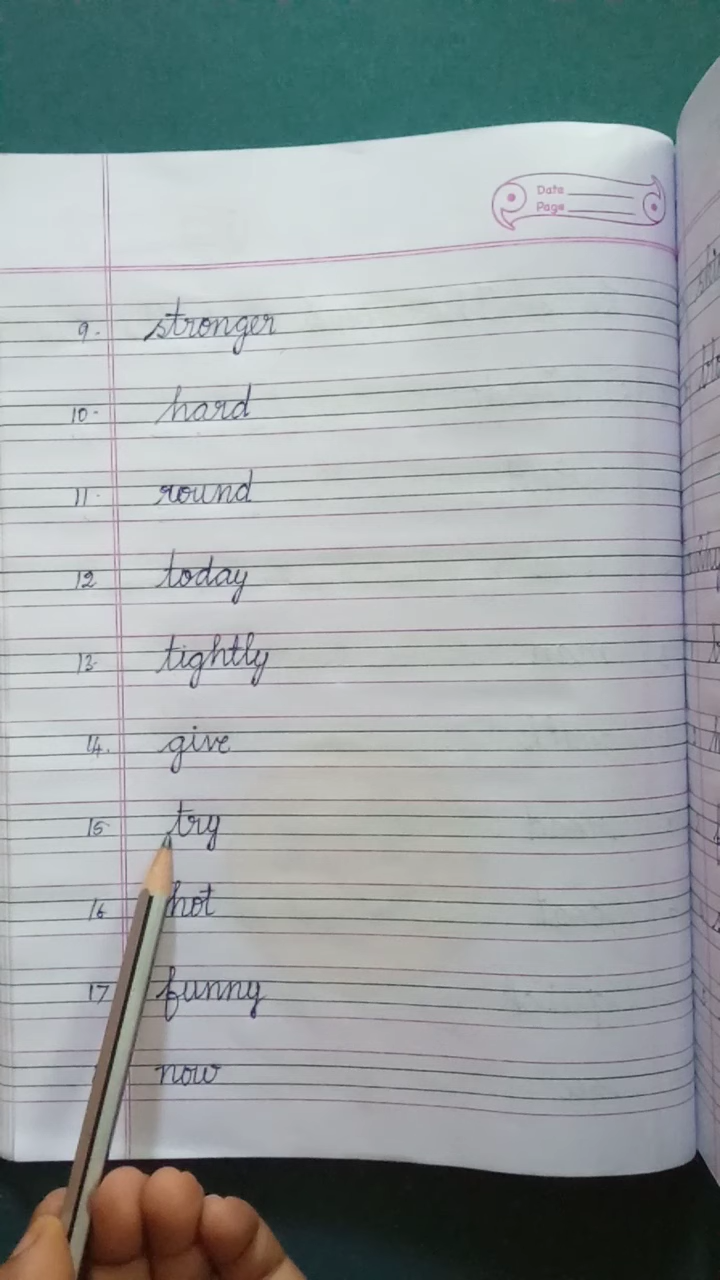 Date
Page
9. stronger
10. hard
11. round
12 today
13. tightly
14. give
15. try
16 hot
17 funny
now